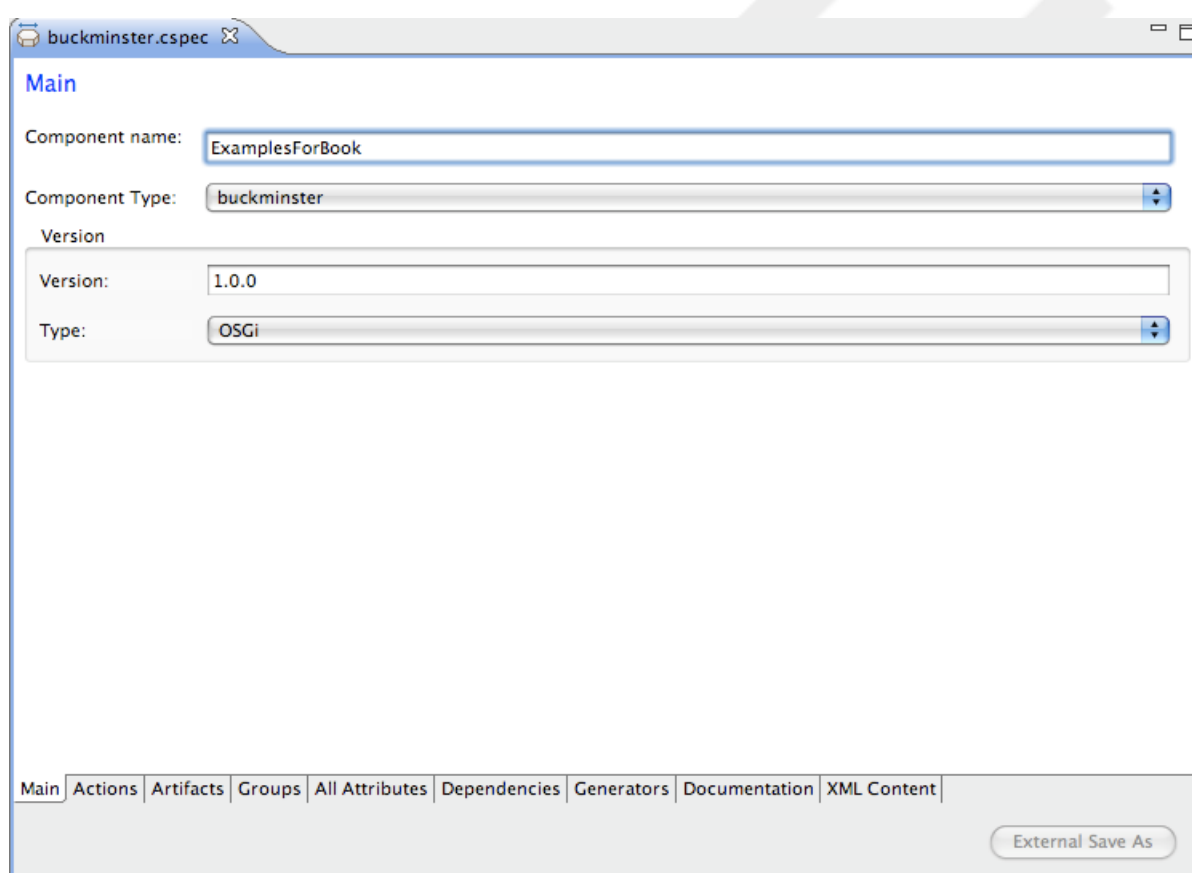 buckminster.cspec
Main
Component name: ExamplesForBook
Component Type: buckminster
Version
Version: 1.0.0
Type: OSGi
Main Actions Artifacts Groups All Attributes Dependencies Generators Documentation XML Content
External Save As